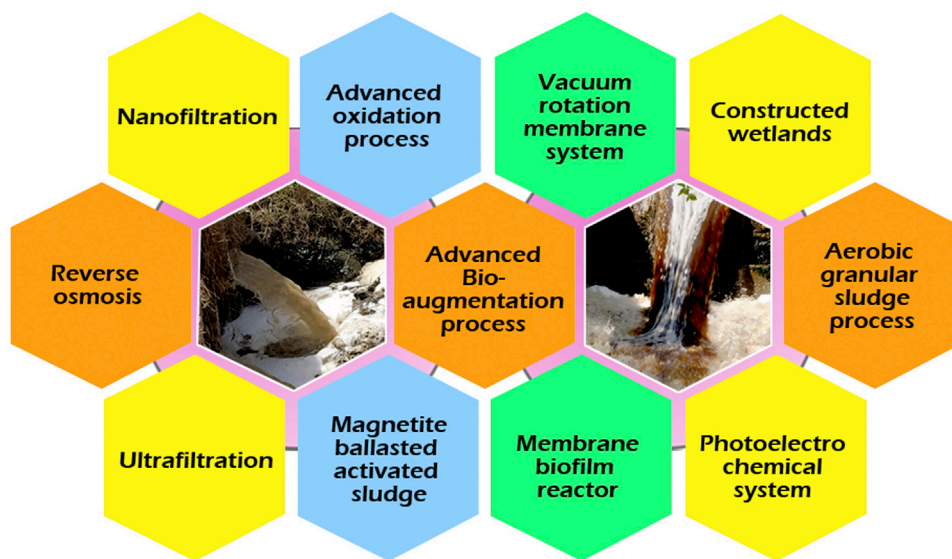 Nanofiltration
Advanced
oxidation
process
Vacuum
rotation
membrane
system
Constructed
wetlands
Reverse
osmosis
Advanced
Bio-
augmentation
process
Aerobic
granular
sludge
process
Ultrafiltration
Magnetite
ballasted
activated
sludge
Membrane
biofilm
reactor
Photoelectro
chemical
system